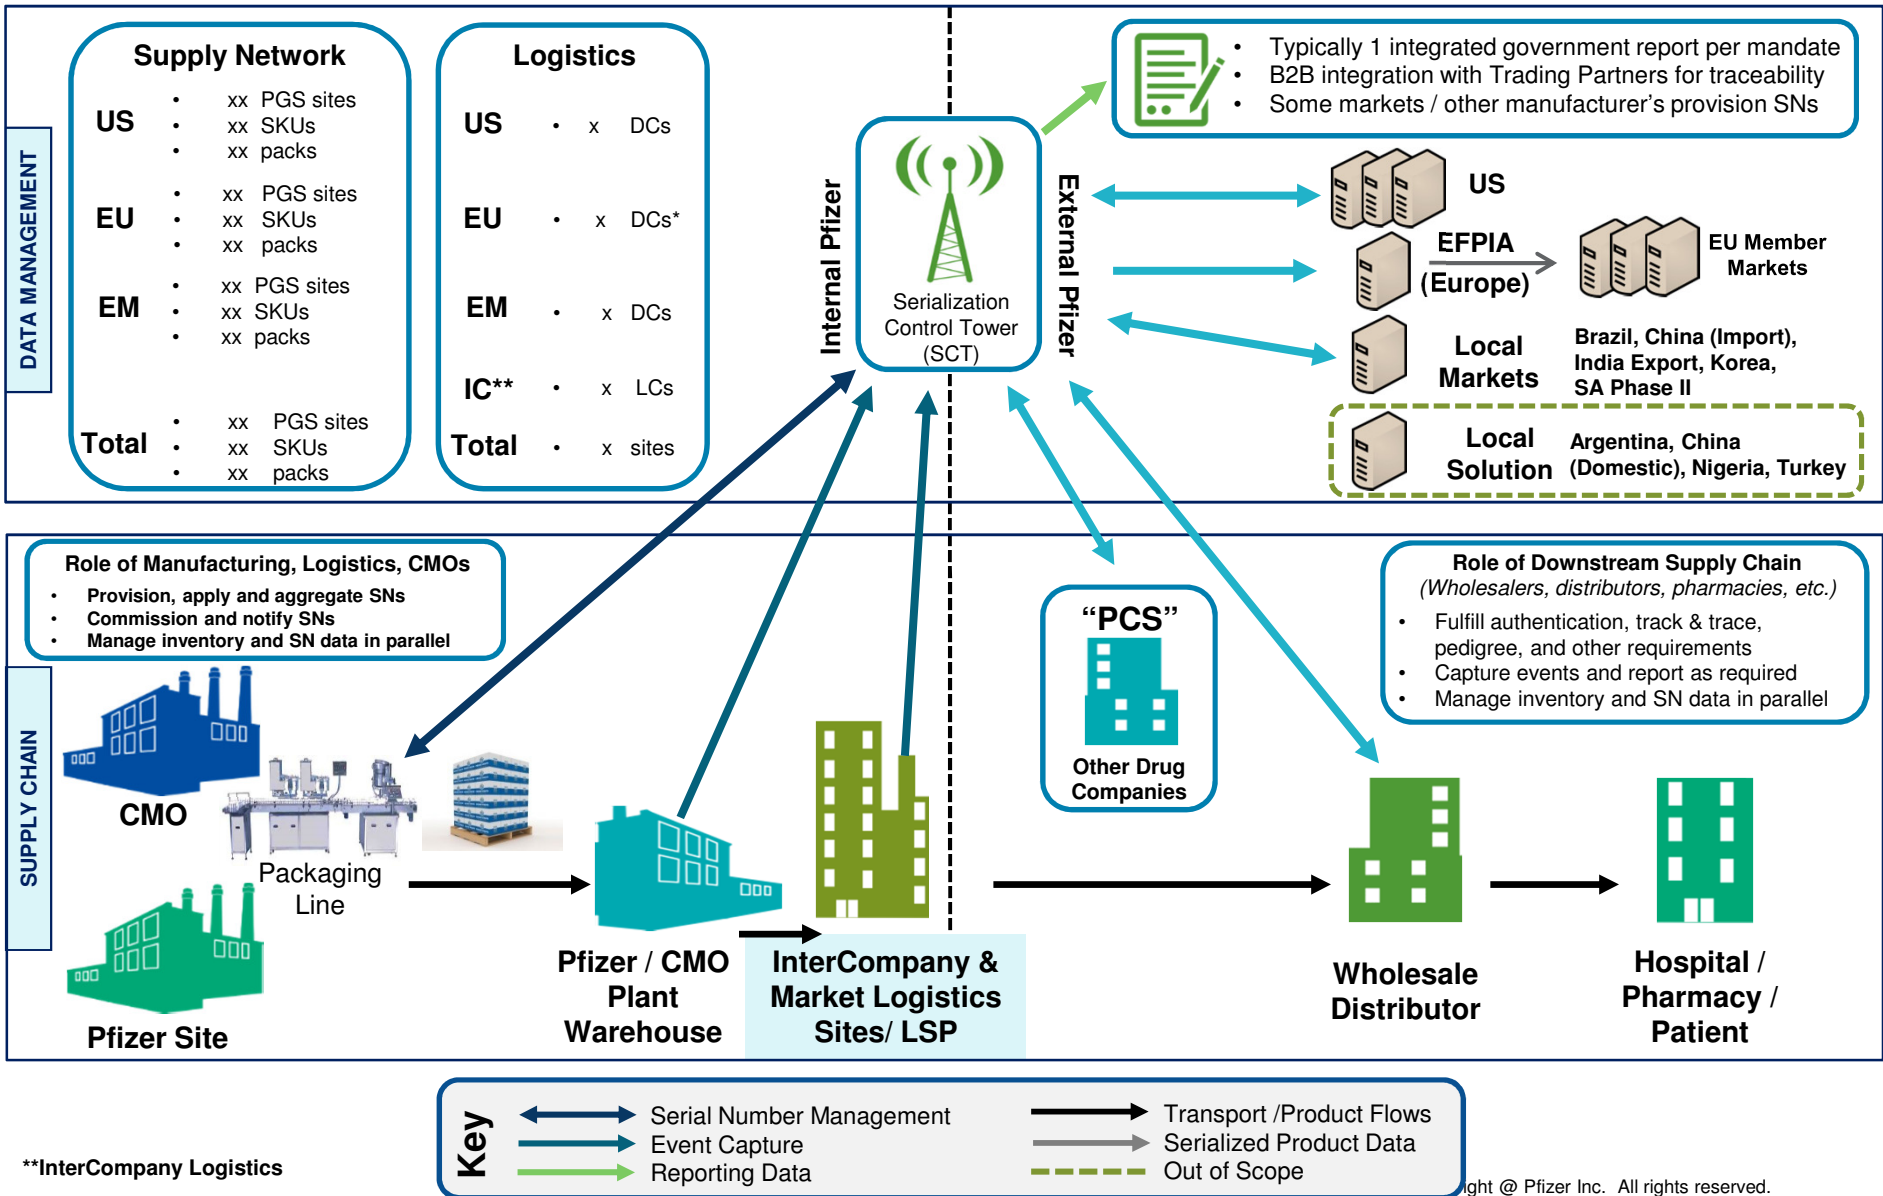 DATA MANAGEMENT
Supply Network
US
• xx PGS sites
• xx SKUs
• xx packs
EU
• xx PGS sites
• xx SKUs
• xx packs
EM
• xx PGS sites
• xx SKUs
• xx packs
Total
• xx PGS sites
• xx SKUs
• xx packs
Logistics
US • x DCs
EU • x DCs*
EM • x DCs
IC** • x LCs
Total • x sites
Internal Pfizer
Serialization
Control Tower
(SCT)
External Pfizer
• Typically 1 integrated government report per mandate
• B2B integration with Trading Partners for traceability
• Some markets / other manufacturer's provision SNs
US
EFPIA
(Europe)
EU Member
Markets
Local
Markets
Brazil, China (Import),
India Export, Korea,
SA Phase II
Local
Solution
Argentina, China
(Domestic), Nigeria, Turkey
SUPPLY CHAIN
Role of Manufacturing, Logistics, CMOs
• Provision, apply and aggregate SNs
• Commission and notify SNs
• Manage inventory and SN data in parallel
CMO
Packaging
Line
Pfizer Site
Pfizer / CMO
Plant
Warehouse
InterCompany &
Market Logistics
Sites/ LSP
"PCS"
Other Drug
Companies
Role of Downstream Supply Chain
(Wholesalers, distributors, pharmacies, etc.)
• Fulfill authentication, track & trace,
pedigree, and other requirements
• Capture events and report as required
• Manage inventory and SN data in parallel
Wholesale
Distributor
Hospital /
Pharmacy /
Patient
Key
Serial Number Management
Event Capture
Reporting Data
Transport /Product Flows
Serialized Product Data
Out of Scope
**InterCompany Logistics
ight @ Pfizer Inc. All rights reserved.